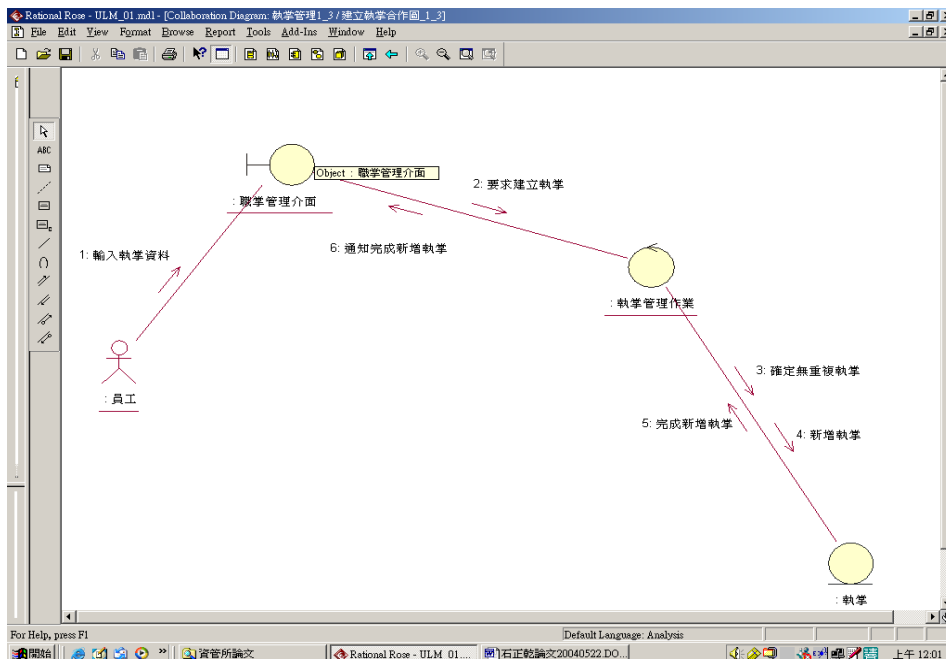 Rational Rose - ULM_01.mdl - [Collaboration Diagram: 執掌管理1_3 / 建立執掌合作圖_1_3]
File Edit View Format Browse Report Tools Add-Ins Window Help
ABC
Object : 職掌管理介面
: 職掌管理介面
2: 要求建立執掌
6: 通知完成新增執掌
1: 輸入執掌資料
: 執掌管理作業
: 員工
3: 確定無重複執掌
5: 完成新增執掌
4: 新增執掌
: 執掌
For Help, press F1
Default Language: Analysis
開始
資管所論文
Rational Rose - ULM_01....
石正乾論文20040522.DO...
上午 12:01